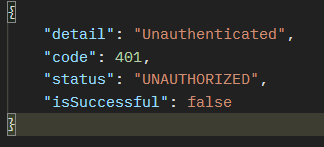 {
    "detail": "Unauthenticated",
    "code": 401,
    "status": "UNAUTHORIZED",
    "isSuccessful": false
}